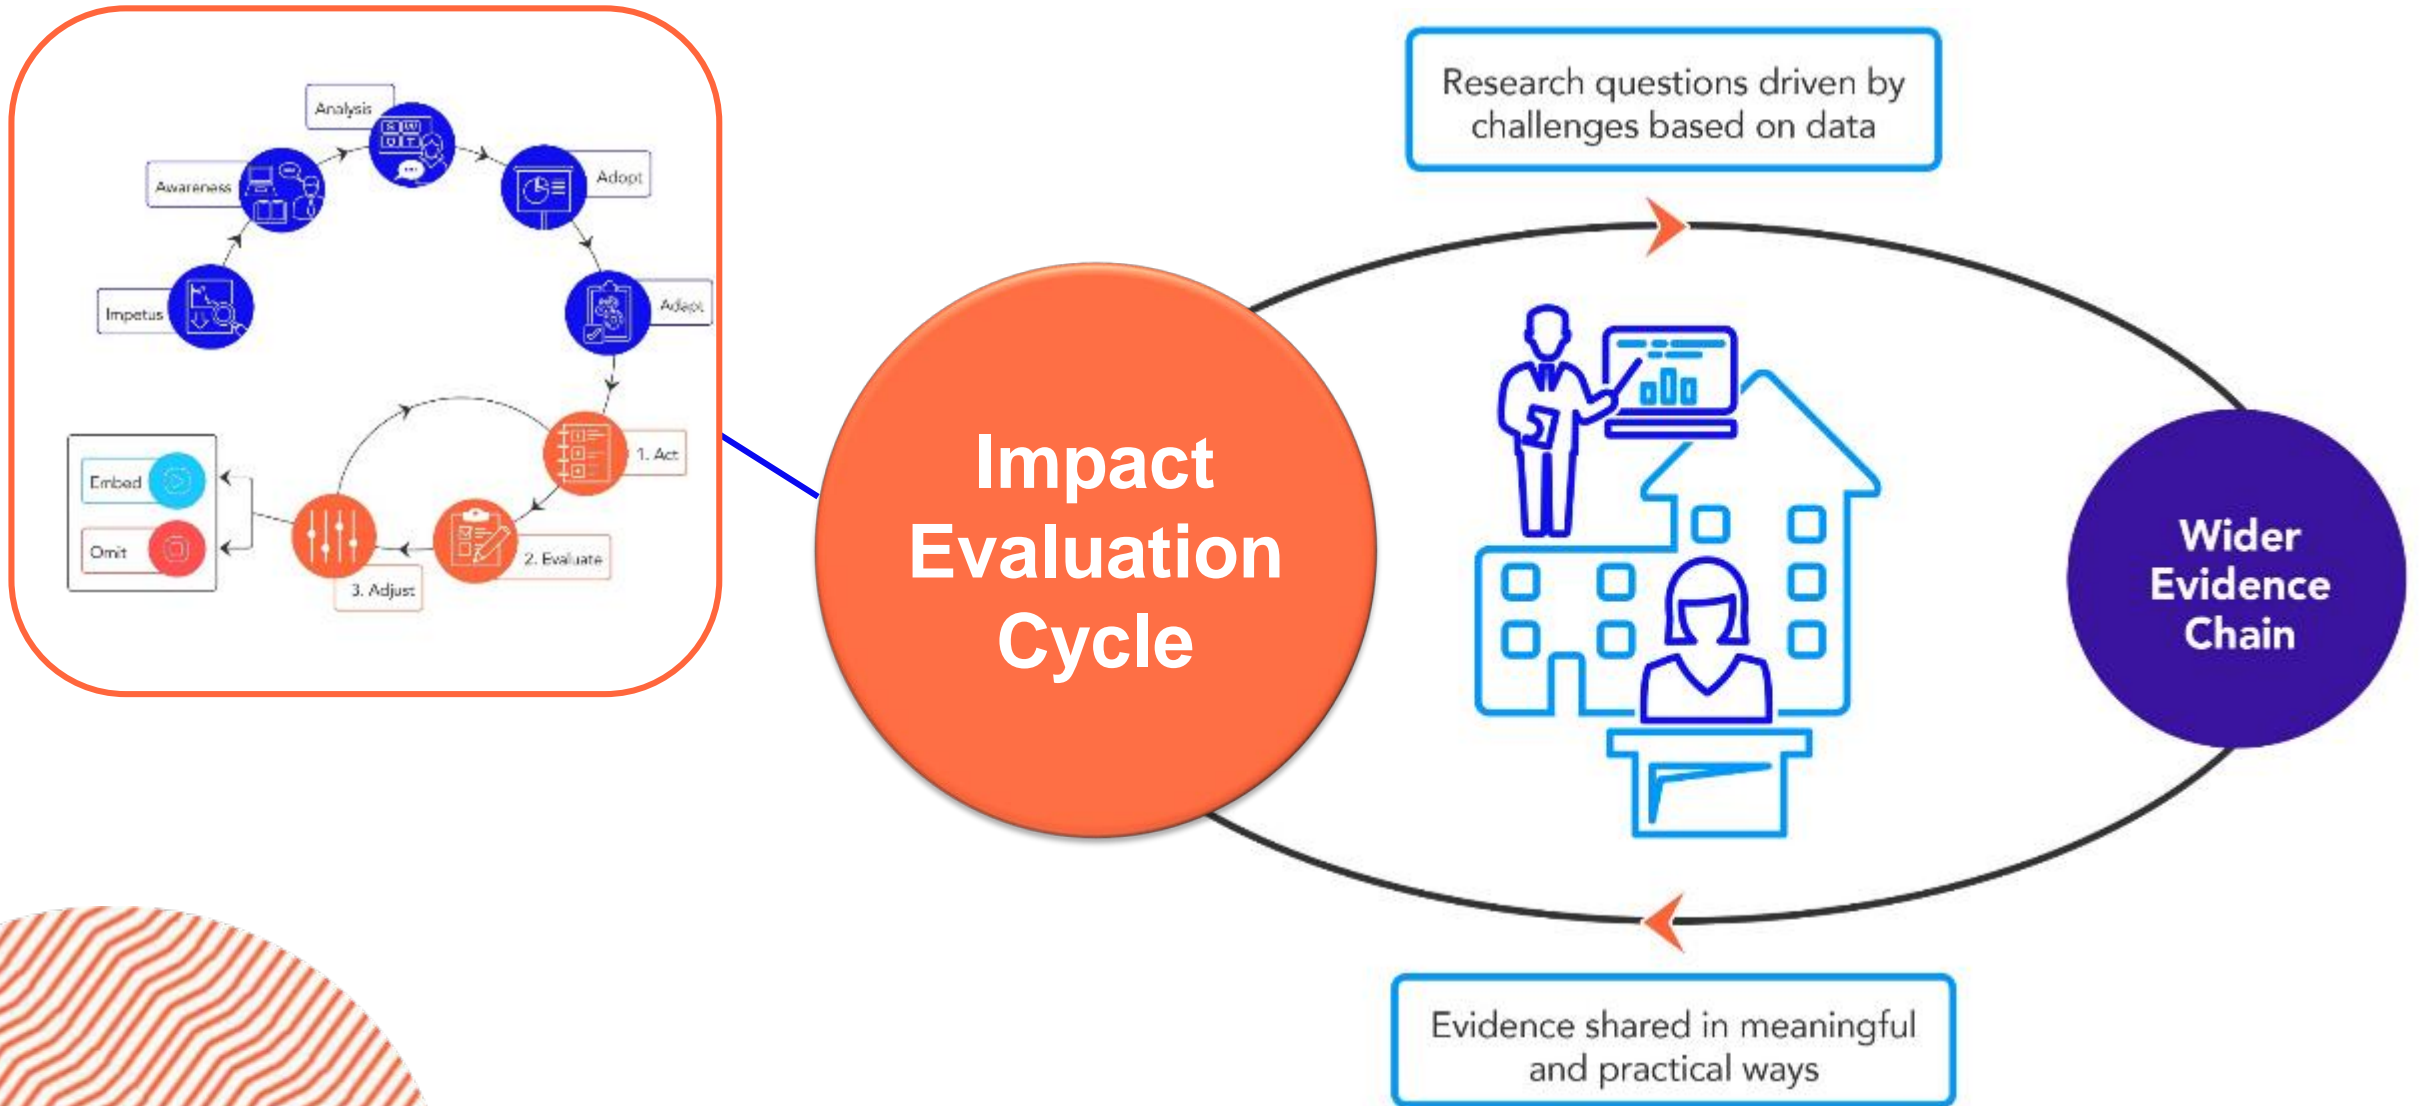 Analysis
Awareness
Adopt
Impetus
Adapt
1. Act
2. Evaluate
3. Adjust
Embed
Omit
Impact
Evaluation
Cycle
Research questions driven by
challenges based on data
Wider
Evidence
Chain
Evidence shared in meaningful
and practical ways